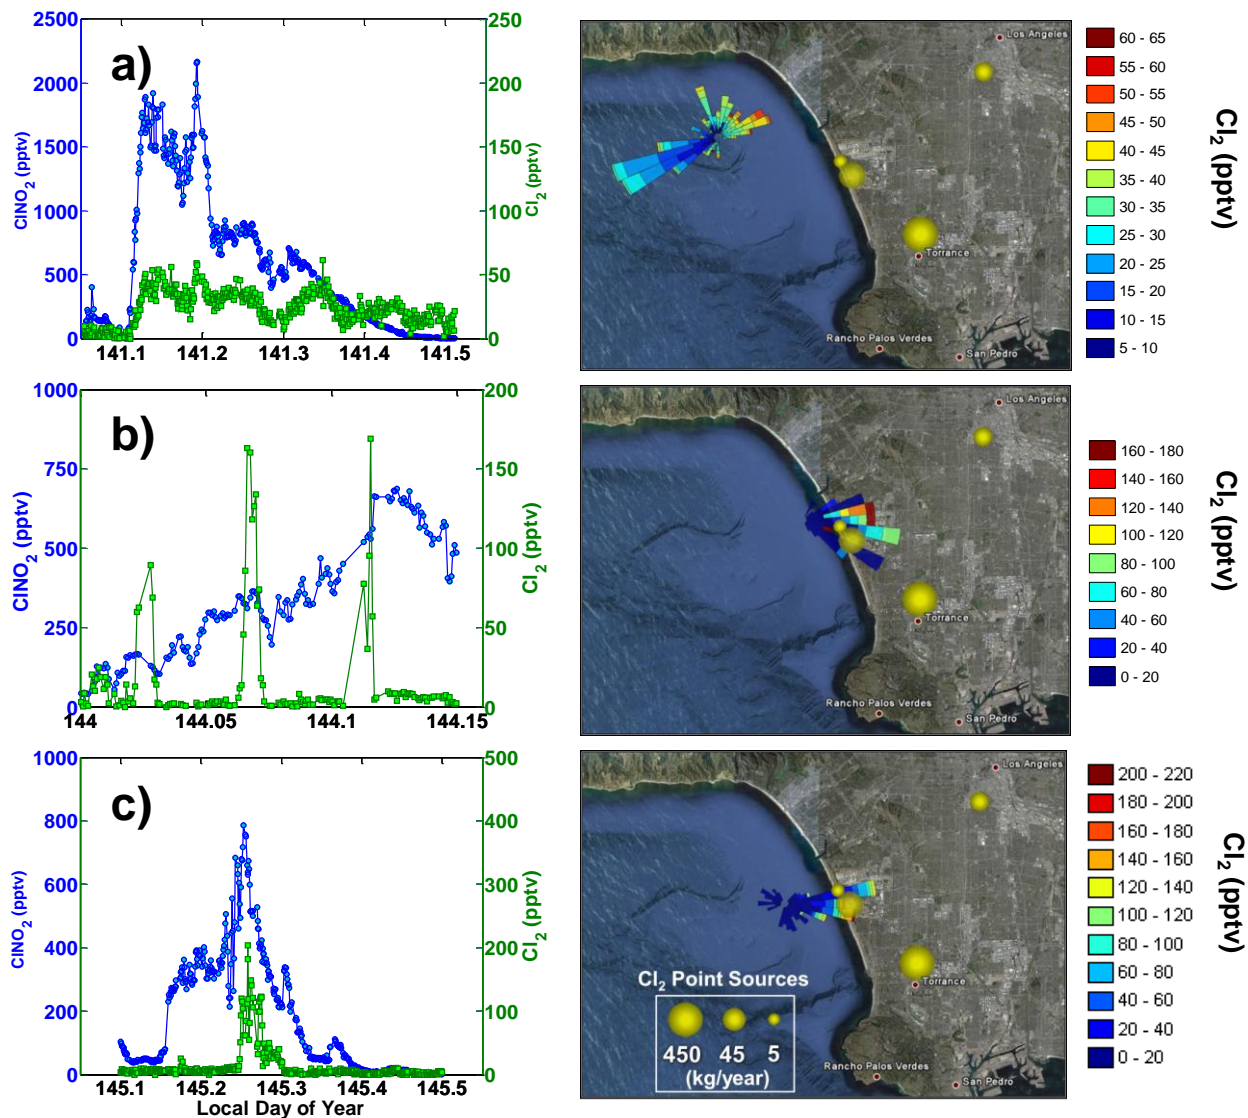 a)
2500
2000
1500
1000
500
0
ClNO2 (pptv)
250
200
150
100
50
0
Cl2 (pptv)
141.1 141.2 141.3 141.4 141.5
Los Angeles
Torrance
Rancho Palos Verdes
San Pedro
60 - 65
55 - 60
50 - 55
45 - 50
40 - 45
35 - 40
30 - 35
25 - 30
20 - 25
15 - 20
10 - 15
5 - 10
Cl2 (pptv)
b)
1000
750
500
250
0
ClNO2 (pptv)
200
150
100
50
0
Cl2 (pptv)
144 144.05 144.1 144.15
Los Angeles
Torrance
Rancho Palos Verdes
San Pedro
160 - 180
140 - 160
120 - 140
100 - 120
80 - 100
60 - 80
40 - 60
20 - 40
0 - 20
Cl2 (pptv)
c)
1000
800
600
400
200
0
ClNO2 (pptv)
500
400
300
200
100
0
Cl2 (pptv)
145.1 145.2 145.3 145.4 145.5
Local Day of Year
Los Angeles
Torrance
Rancho Palos Verdes
San Pedro
Cl2 Point Sources
450 45 5
(kg/year)
200 - 220
180 - 200
160 - 180
140 - 160
120 - 140
100 - 120
80 - 100
60 - 80
40 - 60
20 - 40
0 - 20
Cl2 (pptv)